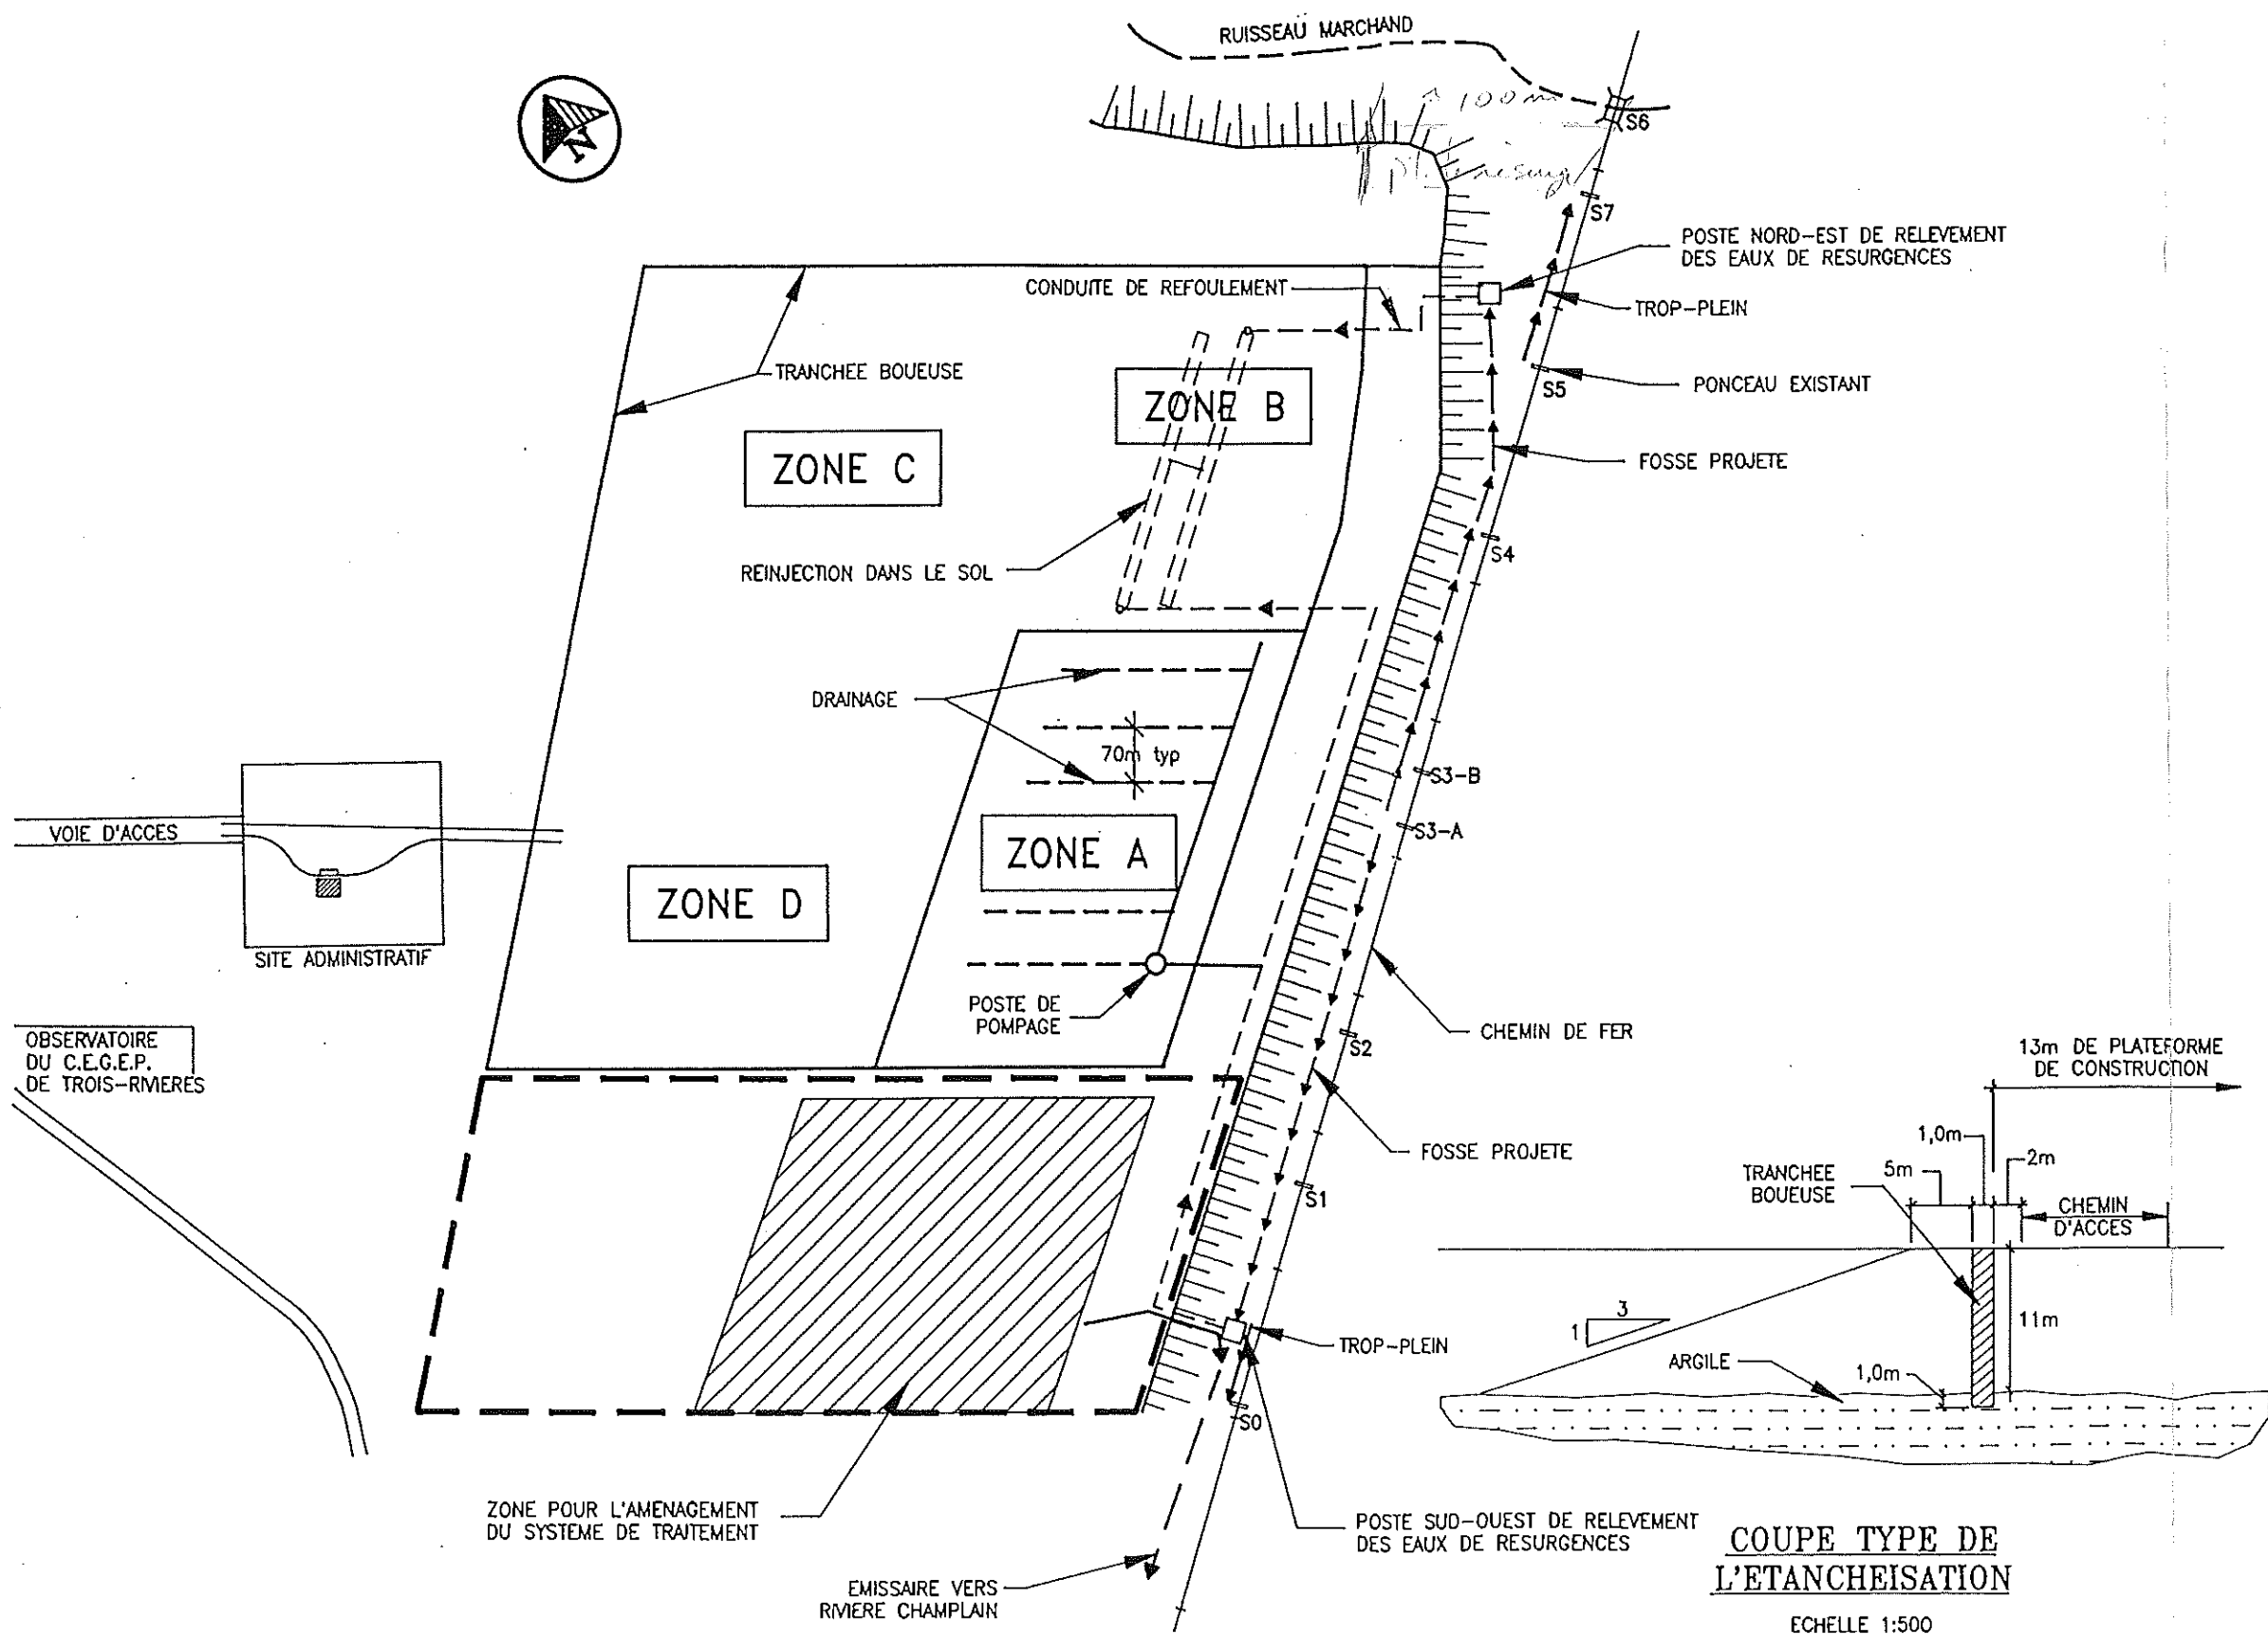 RUISSEAU MARCHAND
100m
S6
S7
POSTE NORD-EST DE RELEVEMENT
DES EAUX DE RESURGENCES
CONDUITE DE REFOULEMENT
TROP-PLEIN
TRANCHEE BOUEUSE
PONCEAU EXISTANT
S5
ZONE B
ZONE C
FOSSE PROJETE
S4
REINJECTION DANS LE SOL
DRAINAGE
70m typ
S3-B
S3-A
VOIE D'ACCES
ZONE A
ZONE D
SITE ADMINISTRATIF
POSTE DE
POMPAGE
CHEMIN DE FER
S2
OBSERVATOIRE
DU C.E.G.E.P.
DE TROIS-RIVIERES
13m DE PLATEFORME
DE CONSTRUCTION
FOSSE PROJETE
1,0m
2m
5m
TRANCHEE
BOUEUSE
CHEMIN
D'ACCES
S1
3
1
11m
TROP-PLEIN
ARGILE
1,0m
S0
ZONE POUR L'AMENAGEMENT
DU SYSTEME DE TRAITEMENT
POSTE SUD-OUEST DE RELEVEMENT
DES EAUX DE RESURGENCES
EMISSAIRE VERS
RIVIERE CHAMPLAIN
COUPE TYPE DE
L'ETANCHEISATION
ECHELLE 1:500